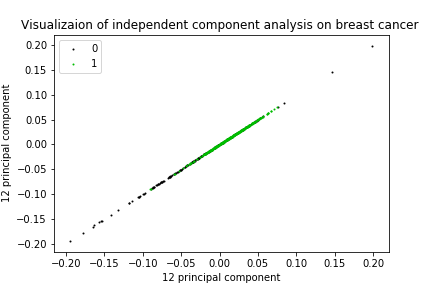 Visualizaion of independent component analysis on breast cancer
0
1
0.20
0.15
0.10
0.05
0.00
−0.05
−0.10
−0.15
−0.20
12 principal component
−0.20 −0.15 −0.10 −0.05 0.00 0.05 0.10 0.15 0.20
12 principal component